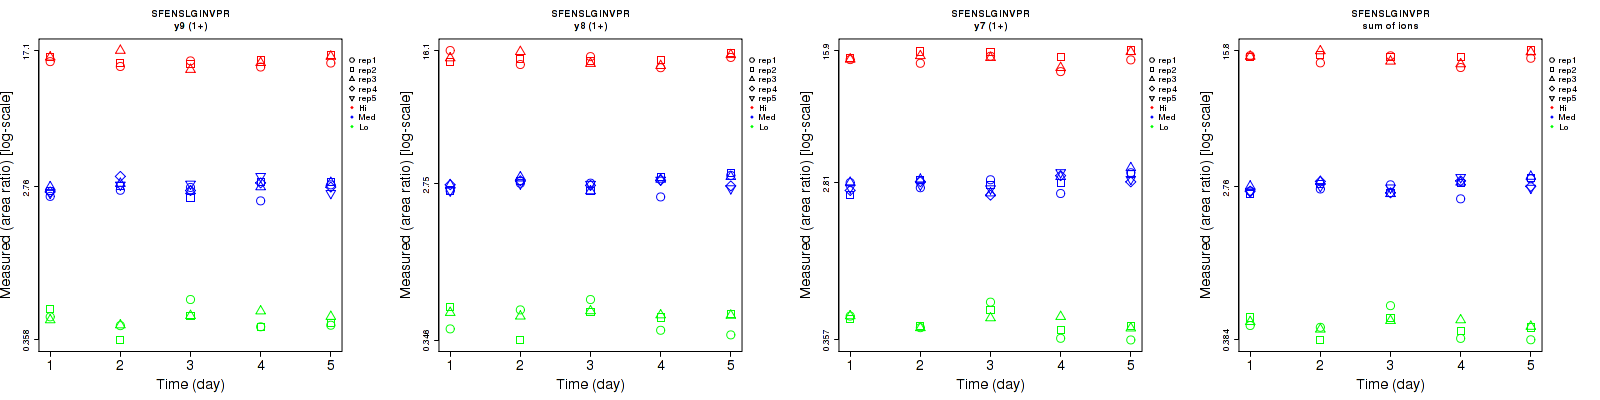 SFENSLGINVPR
y9 (1+)
Measured (area ratio) [log-scale]
17.1
2.76
0.358
1 2 3 4 5
Time (day)
rep1
rep2
rep3
rep4
rep5
Hi
Med
Lo
SFENSLGINVPR
y8 (1+)
Measured (area ratio) [log-scale]
16.1
2.75
0.346
1 2 3 4 5
Time (day)
rep1
rep2
rep3
rep4
rep5
Hi
Med
Lo
SFENSLGINVPR
y7 (1+)
Measured (area ratio) [log-scale]
15.9
2.81
0.357
1 2 3 4 5
Time (day)
rep1
rep2
rep3
rep4
rep5
Hi
Med
Lo
SFENSLGINVPR
sum of ions
Measured (area ratio) [log-scale]
15.8
2.76
0.384
1 2 3 4 5
Time (day)
rep1
rep2
rep3
rep4
rep5
Hi
Med
Lo